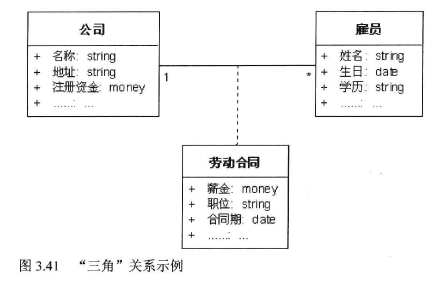 公司
+ 名称: string
+ 地址: string
+ 注册资金: money
+ ......: ...
1
*
雇员
+ 姓名: string
+ 生日: date
+ 学历: string
+ ......: ...
劳动合同
+ 薪金: money
+ 职位: string
+ 合同期: date
+ ......: ...
图 3.41 “三角”关系示例